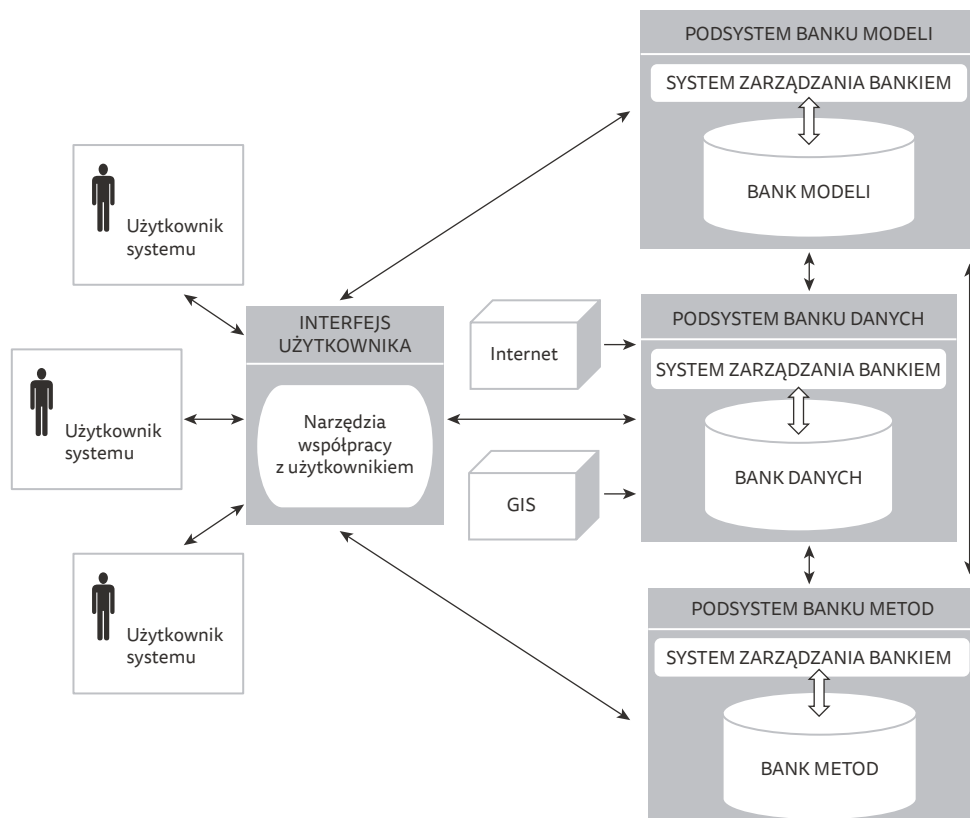 PODSYSTEM BANKU MODELI
SYSTEM ZARZĄDZANIA BANKIEM
BANK MODELI
Użytkownik
systemu
INTERFEJS
UŻYTKOWNIKA
Narzędzia
współpracy
z użytkownikiem
Użytkownik
systemu
Internet
GIS
PODSYSTEM BANKU DANYCH
SYSTEM ZARZĄDZANIA BANKIEM
BANK DANYCH
Użytkownik
systemu
PODSYSTEM BANKU METOD
SYSTEM ZARZĄDZANIA BANKIEM
BANK METOD